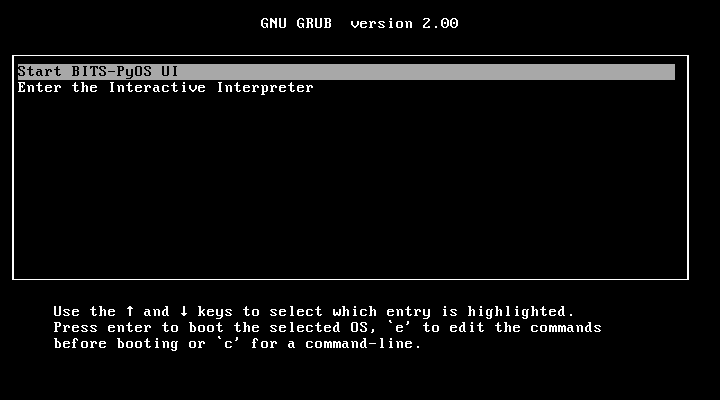 GNU GRUB  version 2.00
Start BITS-PyOS UI
Enter the Interactive Interpreter
Use the ↑ and ↓ keys to select which entry is highlighted.
Press enter to boot the selected OS, `e' to edit the commands
before booting or `c' for a command-line.